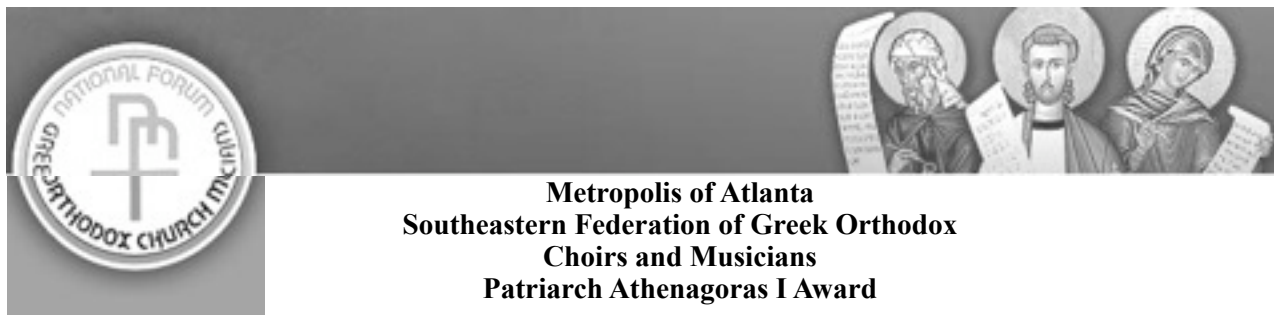 NATIONAL FORUM
GREEK ORTHODOX CHURCH
Metropolis of Atlanta
Southeastern Federation of Greek Orthodox
Choirs and Musicians
Patriarch Athenagoras I Award